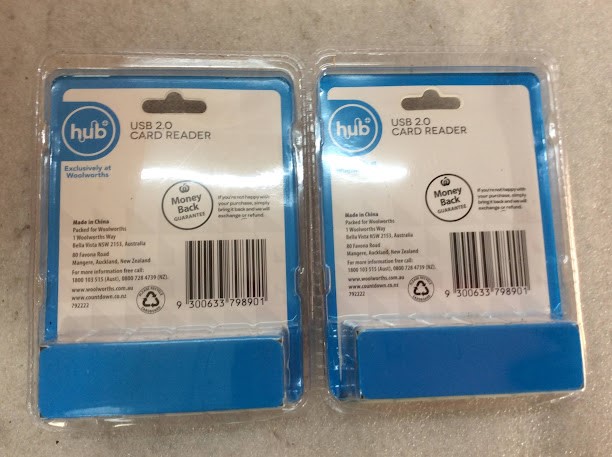 hub
USB 2.0
CARD READER
Exclusively at
Woolworths
Money
Back
GUARANTEE
If you're not happy with
your purchase, simply
bring it back and we will
exchange or refund.
Made in China
Packed for Woolworths
1 Woolworths Way
Bella Vista NSW 2153, Australia
80 Favona Road
Mangere, Auckland, New Zealand
For more information free call:
1800 103 515 (Aust), 0800 728 4739 (NZ).
www.woolworths.com.au
www.countdown.co.nz
792222
9 300633 798901
hub
USB 2.0
CARD READER
Money
Back
GUARANTEE
If you're not happy with
your purchase, simply
bring it back and we will
exchange or refund.
Made in China
Packed for Woolworths
1 Woolworths Way
Bella Vista NSW 2153, Australia
80 Favona Road
Mangere, Auckland, New Zealand
For more information free call:
1800 103 515 (Aust), 0800 728 4739 (NZ).
www.woolworths.com.au
www.countdown.co.nz
792222
9 300633 798901